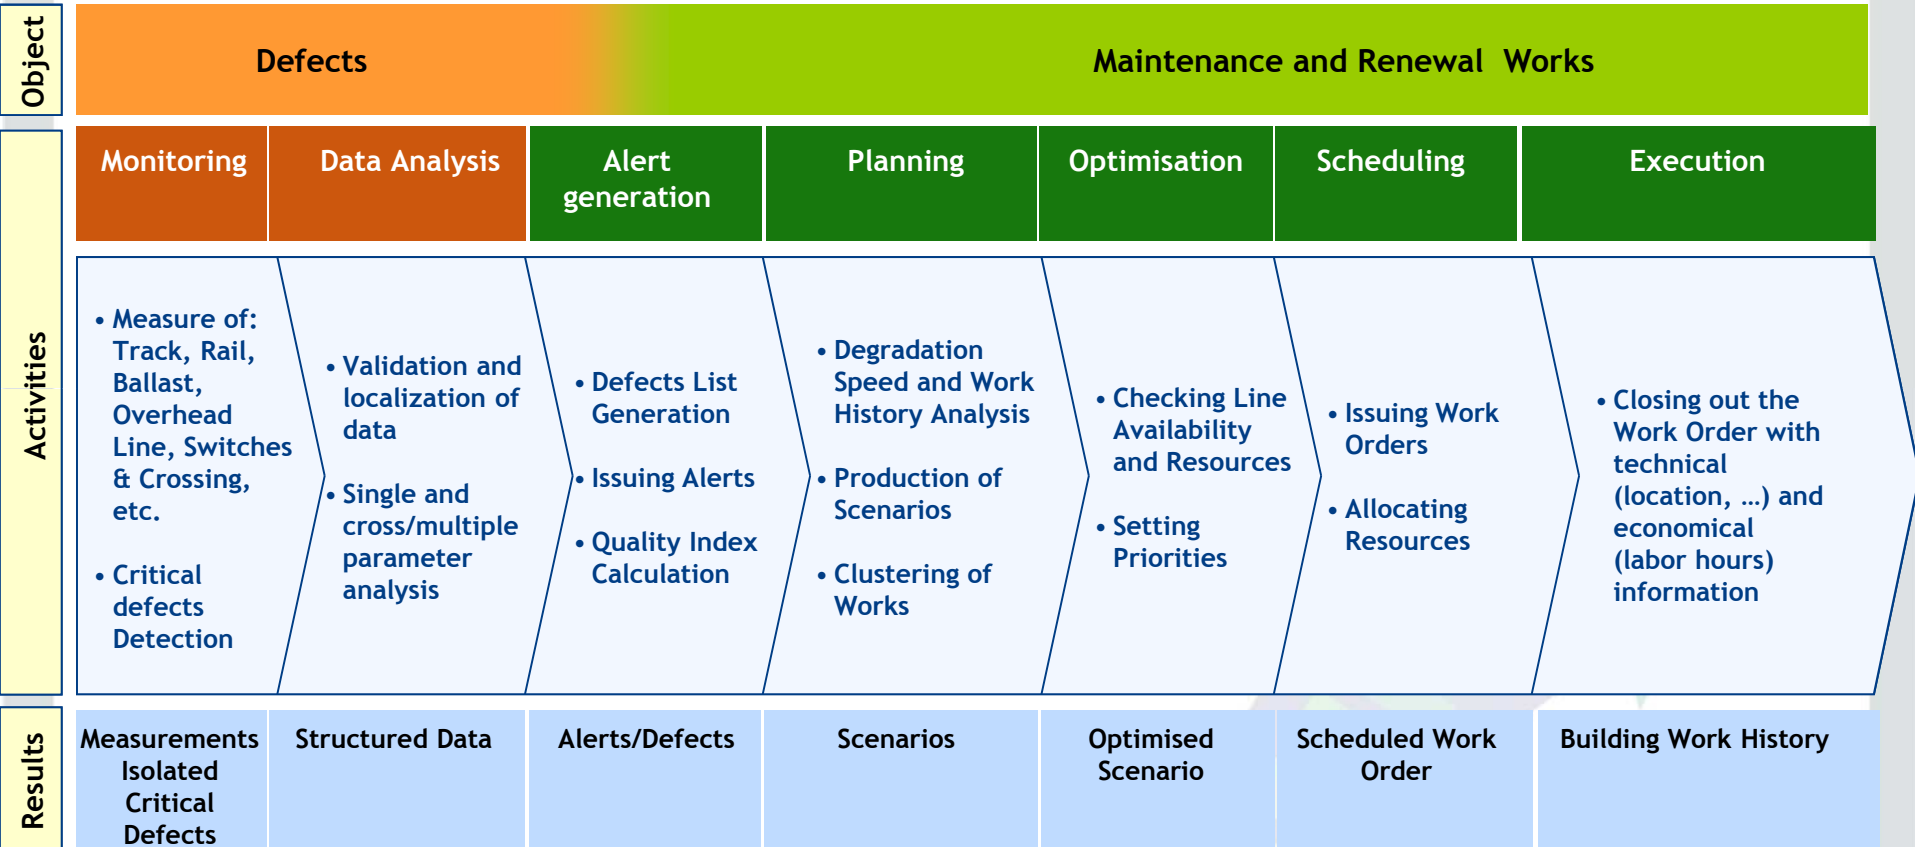 Object
Defects
Maintenance and Renewal Works
Activities
Monitoring
Data Analysis
Alert
generation
Planning
Optimisation
Scheduling
Execution
• Measure of:
Track, Rail,
Ballast,
Overhead
Line, Switches
& Crossing,
etc.
• Critical
defects
Detection
• Validation and
localization of
data
• Single and
cross/multiple
parameter
analysis
• Defects List
Generation
• Issuing Alerts
• Quality Index
Calculation
• Degradation
Speed and Work
History Analysis
• Production of
Scenarios
• Clustering of
Works
• Checking Line
Availability
and Resources
• Setting
Priorities
• Issuing Work
Orders
• Allocating
Resources
• Closing out the
Work Order with
technical
(location, …) and
economical
(labor hours)
information
Results
Measurements
Isolated
Critical
Defects
Structured Data
Alerts/Defects
Scenarios
Optimised
Scenario
Scheduled Work
Order
Building Work History